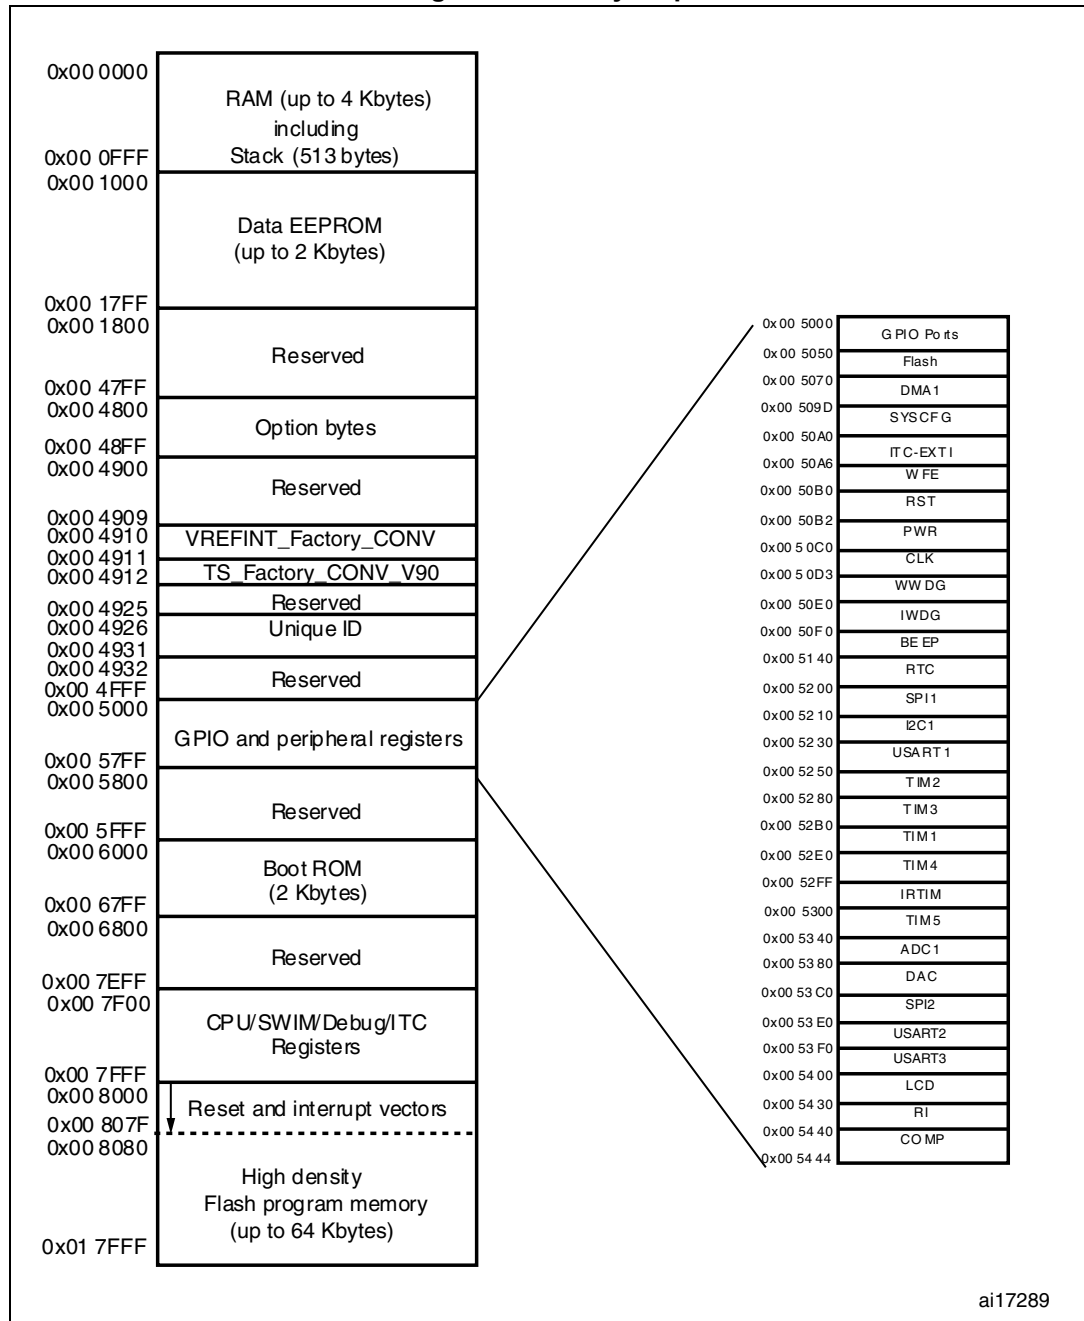 0x00 0000
RAM (up to 4 Kbytes)
including
Stack (513 bytes)
0x00 0FFF
0x00 1000
Data EEPROM
(up to 2 Kbytes)
0x00 17FF
0x00 1800
Reserved
0x00 47FF
0x00 4800
Option bytes
0x00 48FF
0x00 4900
Reserved
0x00 4909
0x00 4910
VREFINT_Factory_CONV
0x00 4911
0x00 4912
TS_Factory_CONV_V90
Reserved
0x00 4925
0x00 4926
Unique ID
0x00 4931
0x00 4932
Reserved
0x00 4FFF
0x00 5000
GPIO and peripheral registers
0x00 57FF
0x00 5800
Reserved
0x00 5FFF
0x00 6000
Boot ROM
(2 Kbytes)
0x00 67FF
0x00 6800
Reserved
0x00 7EFF
0x00 7F00
CPU/SWIM/Debug/ITC
Registers
0x00 7FFF
0x00 8000
Reset and interrupt vectors
0x00 807F
0x00 8080
High density
Flash program memory
(up to 64 Kbytes)
0x01 7FFF
0x00 5000
GPIO Ports
0x00 5050
Flash
0x00 5070
DMA1
0x00 509D
SYSCFG
0x00 50A0
ITC-EXTI
0x00 50A6
WFE
0x00 50B0
RST
0x00 50B2
PWR
0x00 50C0
CLK
0x00 50D3
WWDG
0x00 50E0
IWDG
0x00 50F0
BEEP
0x00 5140
RTC
0x00 5200
SPI1
0x00 5210
I2C1
0x00 5230
USART1
0x00 5250
TIM2
0x00 5280
TIM3
0x00 52B0
TIM1
0x00 52E0
TIM4
0x00 52FF
IRTIM
0x00 5300
TIM5
0x00 5340
ADC1
0x00 5380
DAC
0x00 53C0
SPI2
0x00 53E0
USART2
0x00 53F0
USART3
0x00 5400
LCD
0x00 5430
RI
0x00 5440
COMP
0x00 5444
ai17289